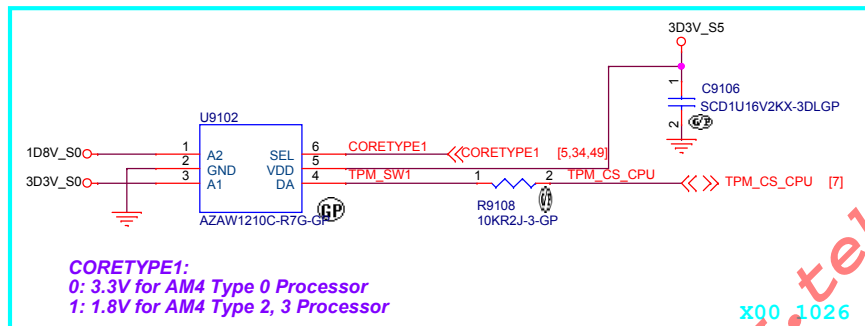 3D3V_S5
1
C9106
SCD1U16V2KX-3DLGP
2
G/P
U9102
1D8V_S0
1
A2
SEL
6
CORETYPE1
CORETYPE1
[5,34,49]
2
GND
VDD
5
3D3V_S0
3
A1
DA
4
TPM_SW1
1
2
TPM_CS_CPU
TPM_CS_CPU
[7]
R9108
10KR2J-3-GP
AZAW1210C-R7G-GP
GP
CORETYPE1:
0: 3.3V for AM4 Type 0 Processor
1: 1.8V for AM4 Type 2, 3 Processor
X00 1026